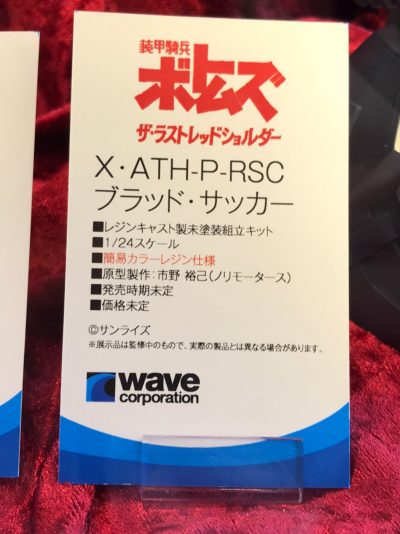 装甲騎兵
ボトムズ
ザ・ラストレッドショルダー
X・ATH-P-RSC
ブラッド・サッカー
■レジンキャスト製未塗装組立キット
■1/24スケール
■簡易カラーレジン仕様
■原型製作：市野 裕己（ノリモータース）
■発売時期未定
■価格未定
©サンライズ
※展示品は監修中のもので、実際の製品とは異なる場合があります。
wave
corporation